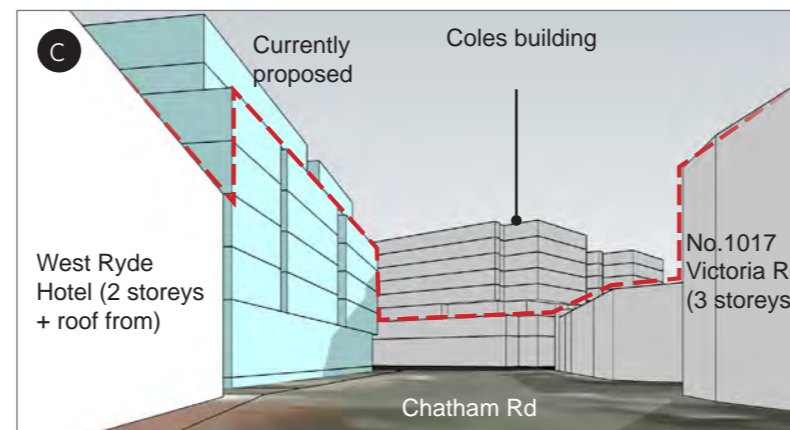 C
Currently
proposed
Coles building
West Ryde
Hotel (2 storeys
+ roof from)
No.1017
Victoria R
(3 storeys
Chatham Rd